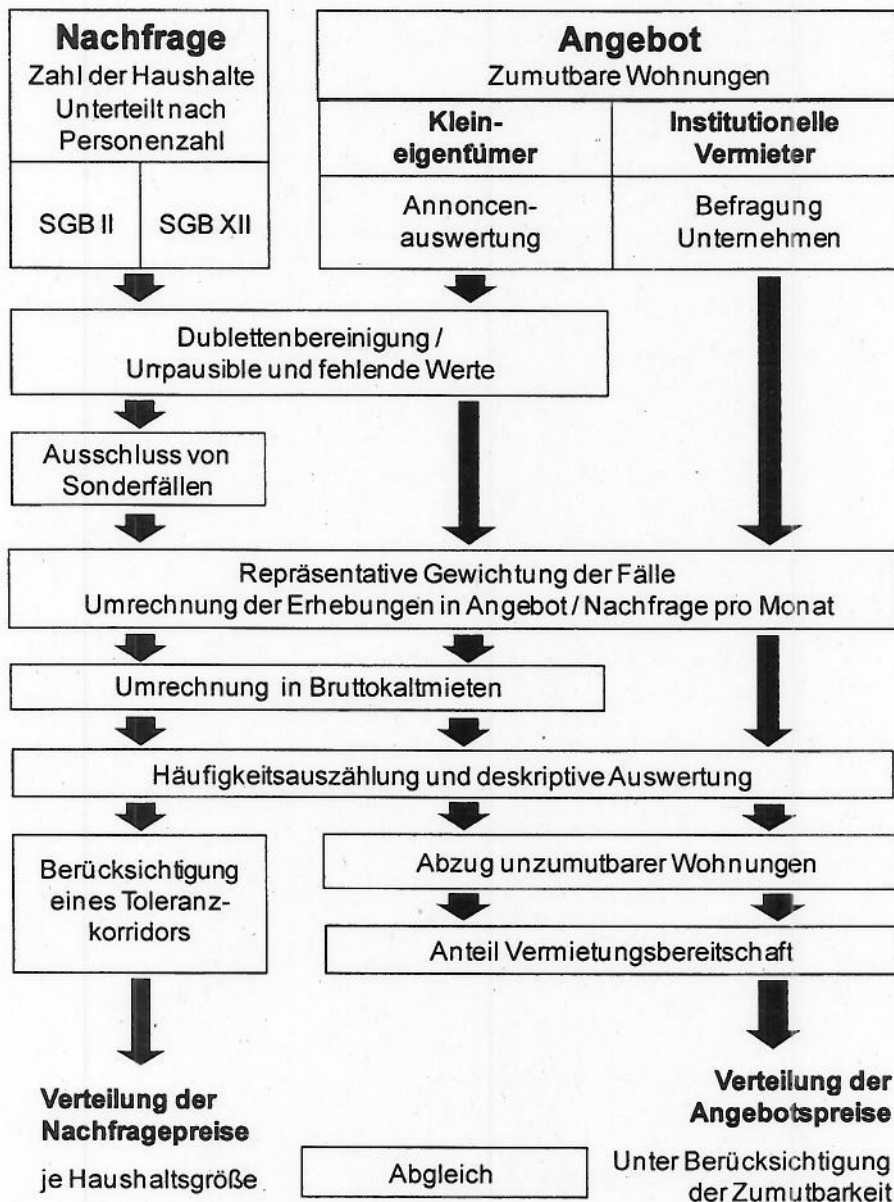 Nachfrage
Zahl der Haushalte
Unterteilt nach
Personenzahl
SGB II
SGB XII
Angebot
Zumutbare Wohnungen
Klein-
eigentümer
Institutionelle
Vermieter
Annoncen-
auswertung
Befragung
Unternehmen
Dublettenbereinigung /
Unpausible und fehlende Werte
Ausschluss von
Sonderfällen
Repräsentative Gewichtung der Fälle
Umrechnung der Erhebungen in Angebot / Nachfrage pro Monat
Umrechnung in Bruttokaltmieten
Häufigkeitsauszählung und deskriptive Auswertung
Berücksichtigung
eines Toleranz-
korridors
Abzug unzumutbarer Wohnungen
Anteil Vermietungsbereitschaft
Verteilung der
Nachfragepreise
je Haushaltsgröße
Abgleich
Verteilung der
Angebotspreise
Unter Berücksichtigung
der Zumutbarkeit